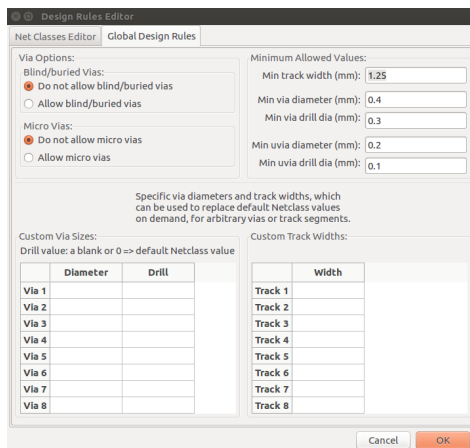 Design Rules Editor
Net Classes Editor
Global Design Rules
Via Options:
Blind/buried Vias:
Do not allow blind/buried vias
Allow blind/buried vias
Micro Vias:
Do not allow micro vias
Allow micro vias
Minimum Allowed Values:
Min track width (mm): 1.25
Min via diameter (mm): 0.4
Min via drill dia (mm): 0.3
Min uvia diameter (mm): 0.2
Min uvia drill dia (mm): 0.1
Specific via diameters and track widths, which
can be used to replace default Netclass values
on demand, for arbitrary vias or track segments.
Custom Via Sizes:
Drill value: a blank or 0 => default Netclass value
Diameter Drill
Via 1
Via 2
Via 3
Via 4
Via 5
Via 6
Via 7
Via 8
Custom Track Widths:
Width
Track 1
Track 2
Track 3
Track 4
Track 5
Track 6
Track 7
Track 8
Cancel
OK